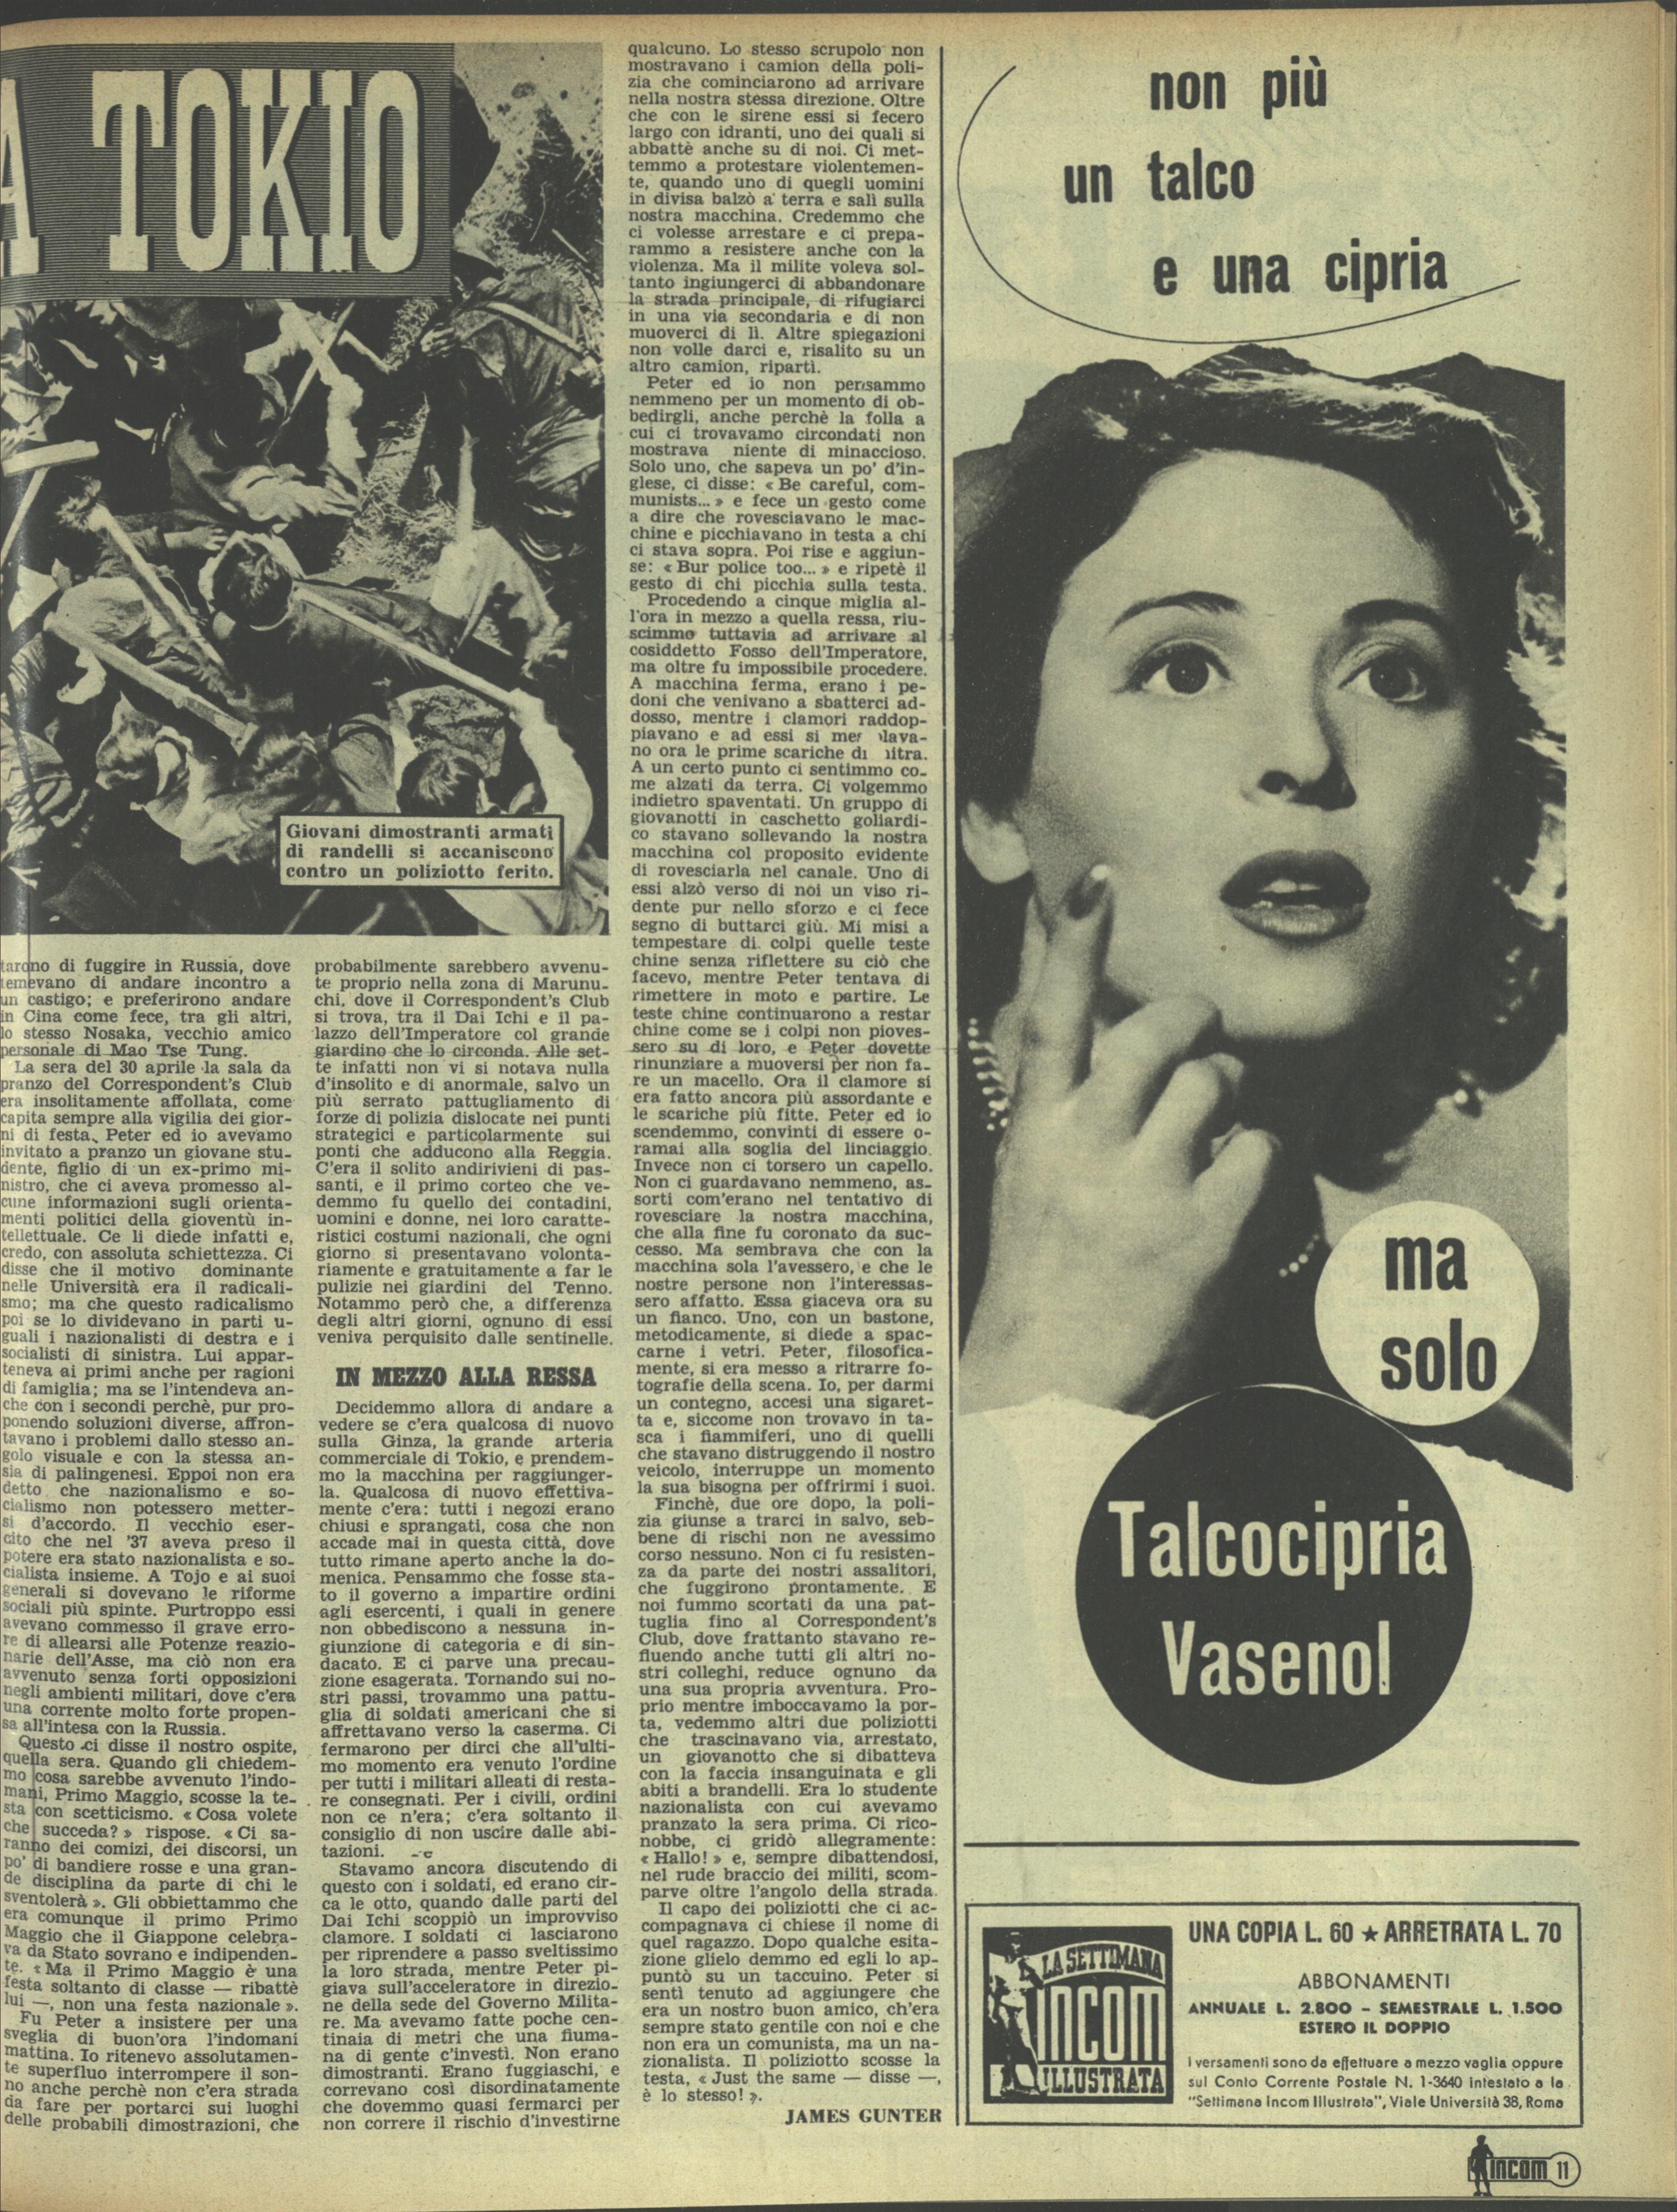 A TOKIO
Giovani dimostranti armati
di randelli si accaniscono
contro un poliziotto ferito.
tarono di fuggire in Russia, dove
temevano di andare incontro a
un castigo; e preferirono andare
in Cina come fece, tra gli altri,
lo stesso Nosaka, vecchio amico
personale di Mao Tse Tung.
La sera del 30 aprile la sala da
pranzo del Correspondent's Club
era insolitamente affollata, come
capita sempre alla vigilia dei gior-
ni di festa. Peter ed io avevamo
invitato a pranzo un giovane stu-
dente, figlio di un ex-primo mi-
nistro, che ci aveva promesso al-
cune informazioni sugli orienta-
menti politici della gioventù in-
tellettuale. Ce li diede infatti e,
credo, con assoluta schiettezza. Ci
disse che il motivo dominante
nelle Università era il radicali-
smo; ma che questo radicalismo
poi se lo dividevano in parti u-
guali i nazionalisti di destra e i
socialisti di sinistra. Lui appar-
teneva ai primi anche per ragioni
di famiglia; ma se l'intendeva an-
che con i secondi perchè, pur pro-
ponendo soluzioni diverse, affron-
tavano i problemi dallo stesso an-
golo visuale e con la stessa an-
sia di palingenesi. Eppoi non era
detto che nazionalismo e so-
cialismo non potessero metter-
si d'accordo. Il vecchio eser-
cito che nel '37 aveva preso il
potere era stato nazionalista e so-
cialista insieme. A Tojo e ai suoi
generali si dovevano le riforme
sociali più spinte. Purtroppo essi
avevano commesso il grave erro-
re di allearsi alle Potenze reazio-
narie dell'Asse, ma ciò non era
avvenuto senza forti opposizioni
negli ambienti militari, dove c'era
una corrente molto forte propen-
sa all'intesa con la Russia.
Questo ci disse il nostro ospite,
quella sera. Quando gli chiedem-
mo cosa sarebbe avvenuto l'indo-
mani, Primo Maggio, scosse la te-
sta con scetticismo. « Cosa volete
che succeda? » rispose. « Ci sa-
ranno dei comizi, dei discorsi, un
po' di bandiere rosse e una gran-
de disciplina da parte di chi le
sventolerà ». Gli obbiettammo che
era comunque il primo Primo
Maggio che il Giappone celebra-
va da Stato sovrano e indipenden-
te. « Ma il Primo Maggio è una
festa soltanto di classe — ribattè
lui —, non una festa nazionale ».
Fu Peter a insistere per una
sveglia di buon'ora l'indomani
mattina. Io ritenevo assolutamen-
te superfluo interrompere il son-
no anche perchè non c'era strada
da fare per portarci sui luoghi
delle probabili dimostrazioni, che
probabilmente sarebbero avvenu-
te proprio nella zona di Marunu-
chi, dove il Correspondent's Club
si trova, tra il Dai Ichi e il pa-
lazzo dell'Imperatore col grande
giardino che lo circonda. Alle set-
te infatti non vi si notava nulla
d'insolito e di anormale, salvo un
più serrato pattugliamento di
forze di polizia dislocate nei punti
strategici e particolarmente sui
ponti che adducono alla Reggia.
C'era il solito andirivieni di pas-
santi, e il primo corteo che ve-
demmo fu quello dei contadini,
uomini e donne, nei loro caratte-
ristici costumi nazionali, che ogni
giorno si presentavano volonta-
riamente e gratuitamente a far le
pulizie nei giardini del Tenno.
Notammo però che, a differenza
degli altri giorni, ognuno di essi
veniva perquisito dalle sentinelle.
IN MEZZO ALLA RESSA
Decidemmo allora di andare a
vedere se c'era qualcosa di nuovo
sulla Ginza, la grande arteria
commerciale di Tokio, e prendem-
mo la macchina per raggiunger-
la. Qualcosa di nuovo effettiva-
mente c'era: tutti i negozi erano
chiusi e sprangati, cosa che non
accade mai in questa città, dove
tutto rimane aperto anche la do-
menica. Pensammo che fosse sta-
to il governo a impartire ordini
agli esercenti, i quali in genere
non obbediscono a nessuna in-
giunzione di categoria e di sin-
dacato. E ci parve una precau-
zione esagerata. Tornando sui no-
stri passi, trovammo una pattu-
glia di soldati americani che si
affrettavano verso la caserma. Ci
fermarono per dirci che all'ulti-
mo momento era venuto l'ordine
per tutti i militari alleati di resta-
re consegnati. Per i civili, ordini
non ce n'era; c'era soltanto il
consiglio di non uscire dalle abi-
tazioni.
Stavamo ancora discutendo di
questo con i soldati, ed erano cir-
ca le otto, quando dalle parti del
Dai Ichi scoppiò un improvviso
clamore. I soldati ci lasciarono
per riprendere a passo sveltissimo
la loro strada, mentre Peter pi-
giava sull'acceleratore in direzio-
ne della sede del Governo Milita-
re. Ma avevamo fatte poche cen-
tinaia di metri che una fiuma-
na di gente c'investì. Non erano
dimostranti. Erano fuggiaschi, e
correvano così disordinatamente
che dovemmo quasi fermarci per
non correre il rischio d'investirne
qualcuno. Lo stesso scrupolo non
mostravano i camion della poli-
zia che cominciarono ad arrivare
nella nostra stessa direzione. Oltre
che con le sirene essi si fecero
largo con idranti, uno dei quali si
abbattè anche su di noi. Ci met-
temmo a protestare violentemen-
te, quando uno di quegli uomini
in divisa balzò a terra e salì sulla
nostra macchina. Credemmo che
ci volesse arrestare e ci prepa-
rammo a resistere anche con la
violenza. Ma il milite voleva sol-
tanto ingiungerci di abbandonare
la strada principale, di rifugiarci
in una via secondaria e di non
muoverci di lì. Altre spiegazioni
non volle darci e, risalito su un
altro camion, ripartì.
Peter ed io non pensammo
nemmeno per un momento di ob-
bedirgli, anche perchè la folla a
cui ci trovavamo circondati non
mostrava niente di minaccioso.
Solo uno, che sapeva un po' d'in-
glese, ci disse: « Be careful, com-
munists... » e fece un gesto come
a dire che rovesciavano le mac-
chine e picchiavano in testa a chi
ci stava sopra. Poi rise e aggiun-
se: « Bur police too... » e ripetè il
gesto di chi picchia sulla testa.
Procedendo a cinque miglia al-
l'ora in mezzo a quella ressa, riu-
scimmo tuttavia ad arrivare al
cosiddetto Fosso dell'Imperatore,
ma oltre fu impossibile procedere.
A macchina ferma, erano i pe-
doni che venivano a sbatterci ad-
dosso, mentre i clamori raddop-
piavano e ad essi si
no ora le prime scariche di
A un certo punto ci sentimmo co-
me alzati da terra. Ci volgemmo
indietro spaventati. Un gruppo di
giovanotti in caschetto goliardi-
co stavano sollevando la nostra
macchina col proposito evidente
di rovesciarla nel canale. Uno di
essi alzò verso di noi un viso ri-
dente pur nello sforzo e ci fece
segno di buttarci giù. Mi misi a
tempestare di colpi quelle teste
chine senza riflettere su ciò che
facevo, mentre Peter tentava di
rimettere in moto e partire. Le
teste chine continuarono a restar
chine come se i colpi non pioves-
sero su di loro, e Peter dovette
rinunziare a muoversi per non fa-
re un macello. Ora il clamore si
era fatto ancora più assordante e
le scariche più fitte. Peter ed io
scendemmo, convinti di essere o-
ramai alla soglia del linciaggio.
Invece non ci torsero un capello.
Non ci guardavano nemmeno, as-
sorti com'erano nel tentativo di
rovesciare la nostra macchina,
che alla fine fu coronato da suc-
cesso. Ma sembrava che con la
macchina sola l'avessero, e che le
nostre persone non l'interessas-
sero affatto. Essa giaceva ora su
un fianco. Uno, con un bastone,
metodicamente, si diede a spac-
carne i vetri. Peter, filosofica-
mente, si era messo a ritrarre fo-
tografie della scena. Io, per darmi
un contegno, accesi una sigaret-
ta e, siccome non trovavo in ta-
sca i fiammiferi, uno di quelli
che stavano distruggendo il nostro
veicolo, interruppe un momento
la sua bisogna per offrirmi i suoi.
Finchè, due ore dopo, la poli-
zia giunse a trarci in salvo, seb-
bene di rischi non ne avessimo
corso nessuno. Non ci fu resisten-
za da parte dei nostri assalitori,
che fuggirono prontamente. E
noi fummo scortati da una pat-
tuglia fino al Correspondent's
Club, dove frattanto stavano re-
fluendo anche tutti gli altri no-
stri colleghi, reduce ognuno da
una sua propria avventura. Pro-
prio mentre imboccavamo la por-
ta, vedemmo altri due poliziotti
che trascinavano via, arrestato,
un giovanotto che si dibatteva
con la faccia insanguinata e gli
abiti a brandelli. Era lo studente
nazionalista con cui avevamo
pranzato la sera prima. Ci rico-
nobbe, ci gridò allegramente:
« Hallo! » e, sempre dibattendosi,
nel rude braccio dei militi, scom-
parve oltre l'angolo della strada.
Il capo dei poliziotti che ci ac-
compagnava ci chiese il nome di
quel ragazzo. Dopo qualche esita-
zione glielo demmo ed egli lo ap-
puntò su un taccuino. Peter si
sentì tenuto ad aggiungere che
era un nostro buon amico, ch'era
sempre stato gentile con noi e che
non era un comunista, ma un na-
zionalista. Il poliziotto scosse la
testa, « Just the same — disse —,
è lo stesso! ».
JAMES GUNTER
non più
un talco
e una cipria
ma
solo
Talcocipria
Vasenol
LA SETTIMANA
INCOM
ILLUSTRATA
UNA COPIA L. 60 ★ ARRETRATA L. 70
ABBONAMENTI
ANNUALE L. 2.800 - SEMESTRALE L. 1.500
ESTERO IL DOPPIO
I versamenti sono da effettuare a mezzo vaglia oppure
sul Conto Corrente Postale N. 1-3640 intestato a la
"Settimana Incom Illustrata", Viale Università 38, Roma
INCOM 11